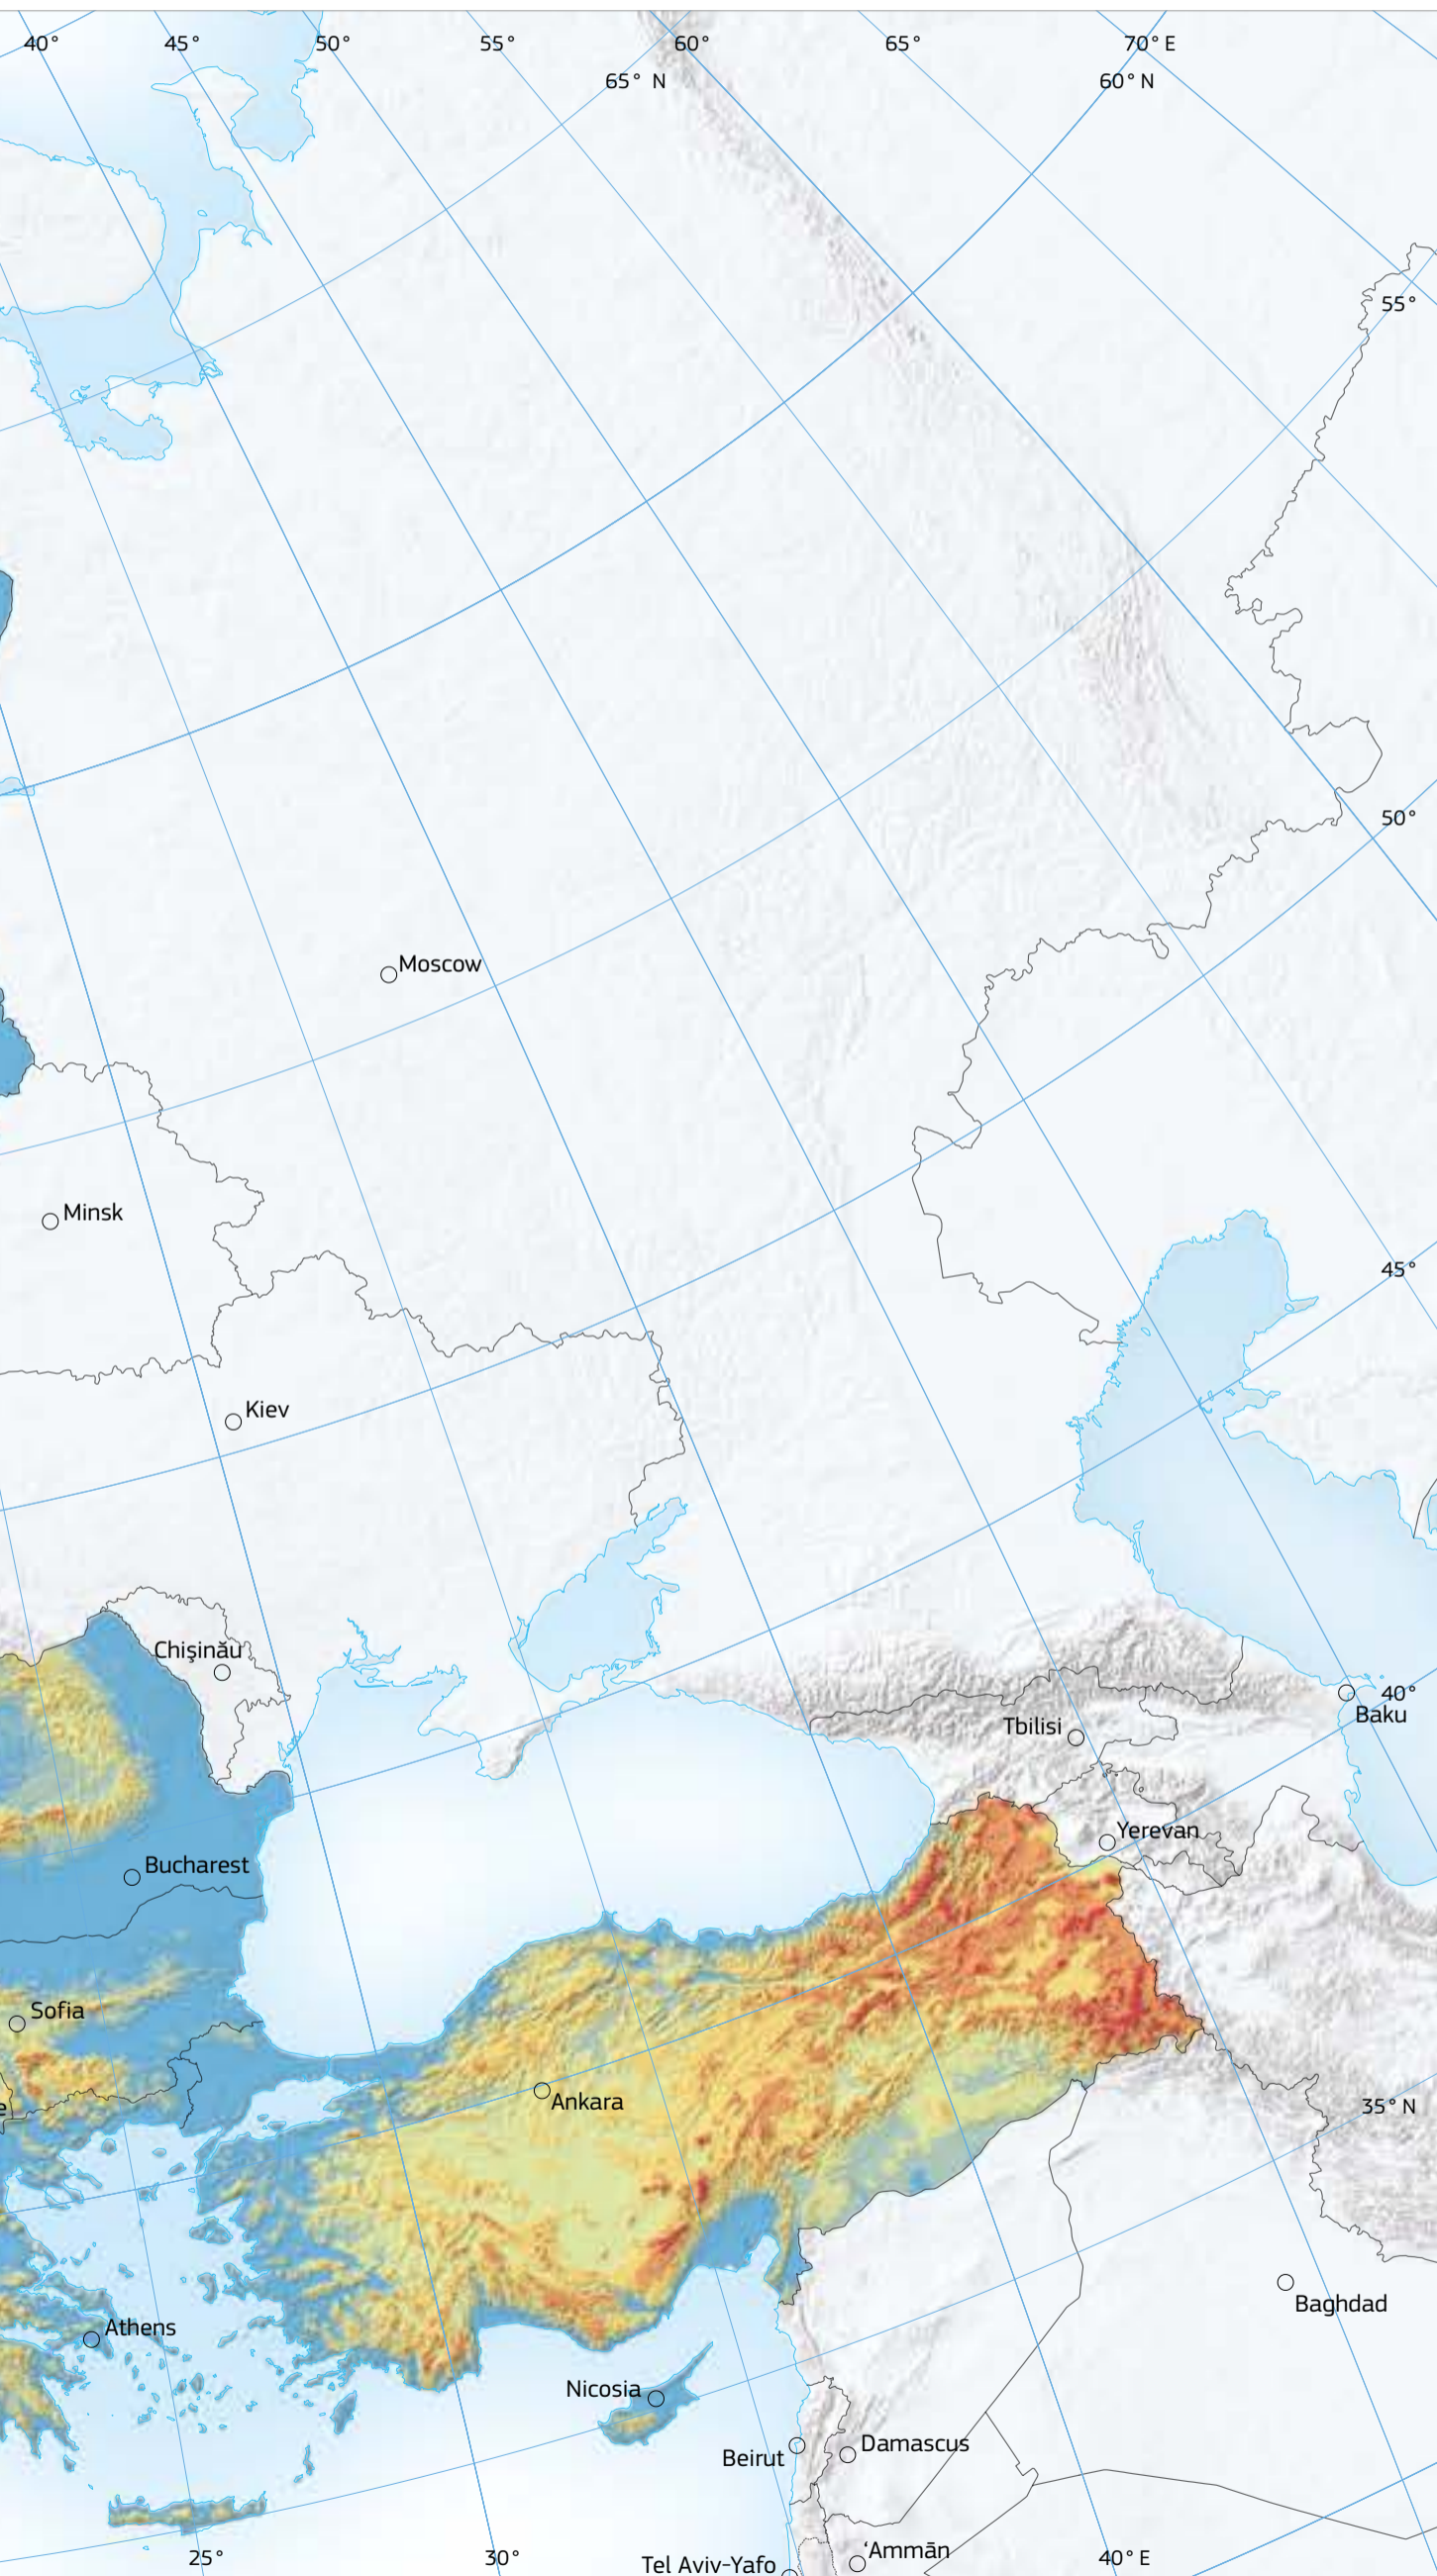 40°
45°
50°
55°
60°
65°
70° E
65° N
60° N
55°
50°
Moscow
Minsk
45°
Kiev
Chişinău
40°
Baku
Tbilisi
Yerevan
Bucharest
Sofia
Ankara
35° N
e
Baghdad
Athens
Nicosia
Damascus
Beirut
‘Ammān
25°
30°
Tel Aviv-Yafo
40° E